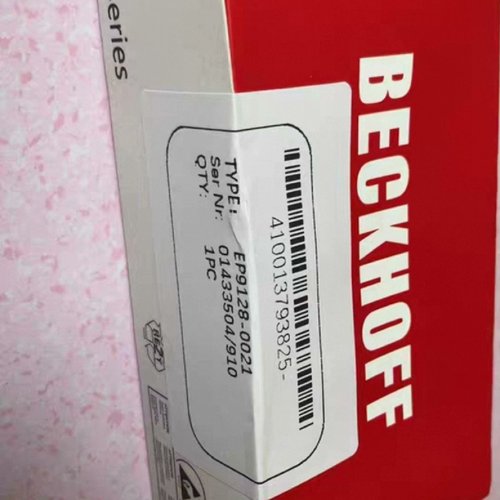 BECKHOFF
410013793825-
TYPE: EP9128-0021
Ser Nr: 01433504/910
QTY: 1PC
eries